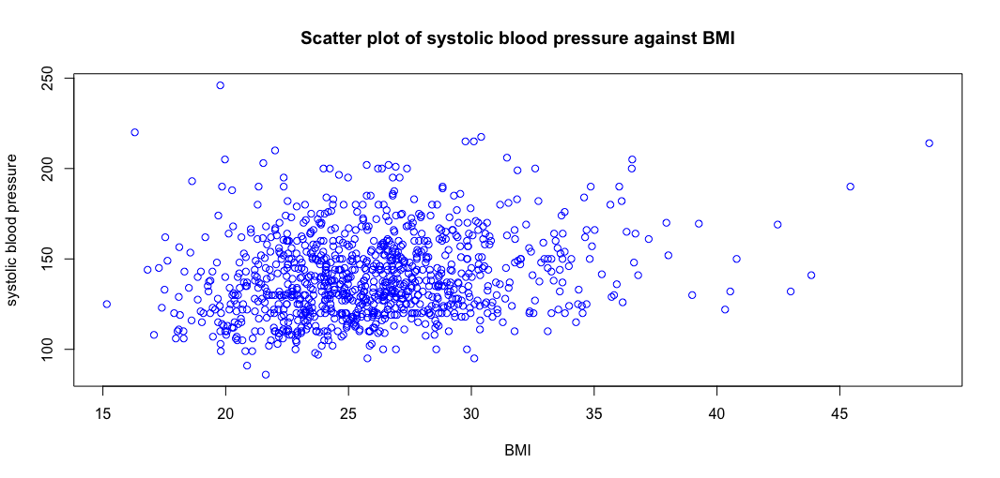 Scatter plot of systolic blood pressure against BMI
systolic blood pressure
250
200
150
100
15 20 25 30 35 40 45
BMI